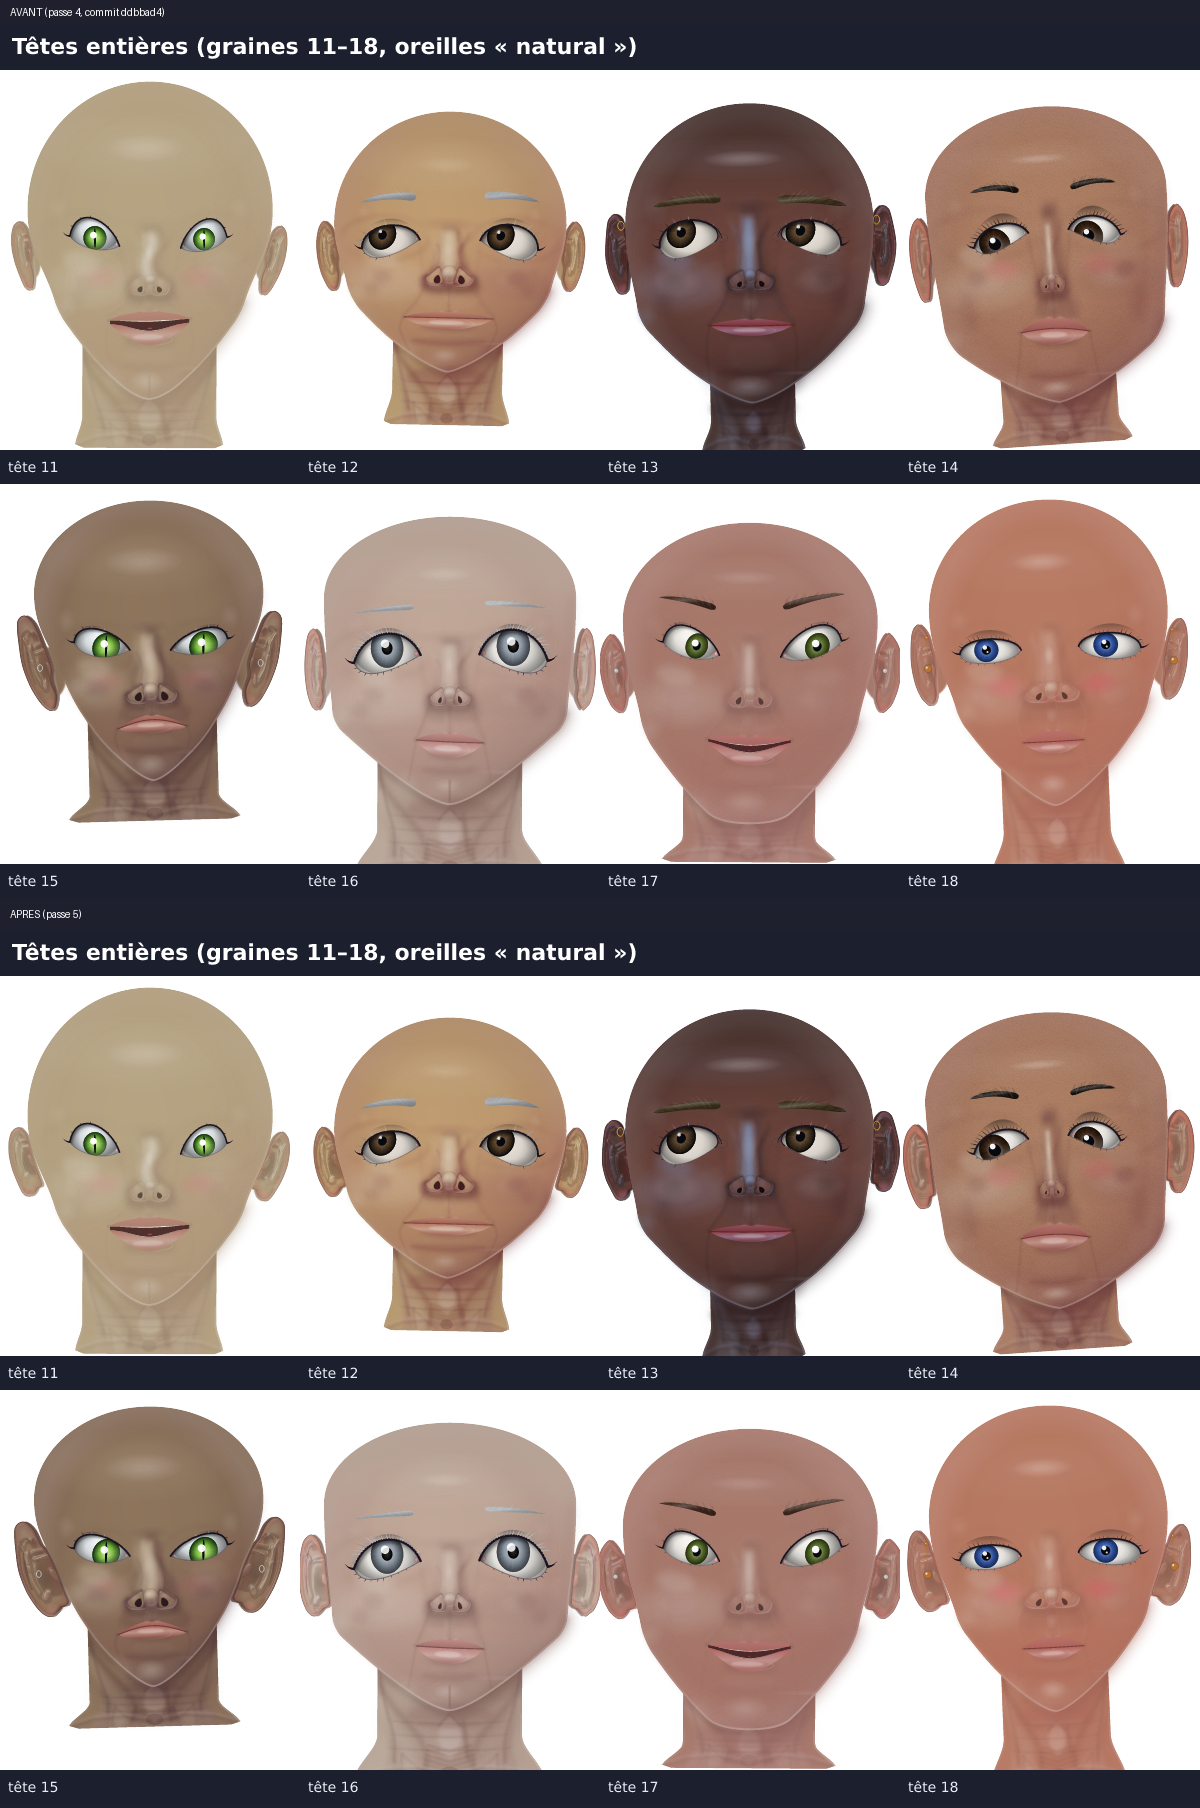 AVANT (passe 4, commit ddbbad4)
Têtes entières (graines 11–18, oreilles « natural »)
tête 11
tête 12
tête 13
tête 14
tête 15
tête 16
tête 17
tête 18
APRES (passe 5)
Têtes entières (graines 11–18, oreilles « natural »)
tête 11
tête 12
tête 13
tête 14
tête 15
tête 16
tête 17
tête 18